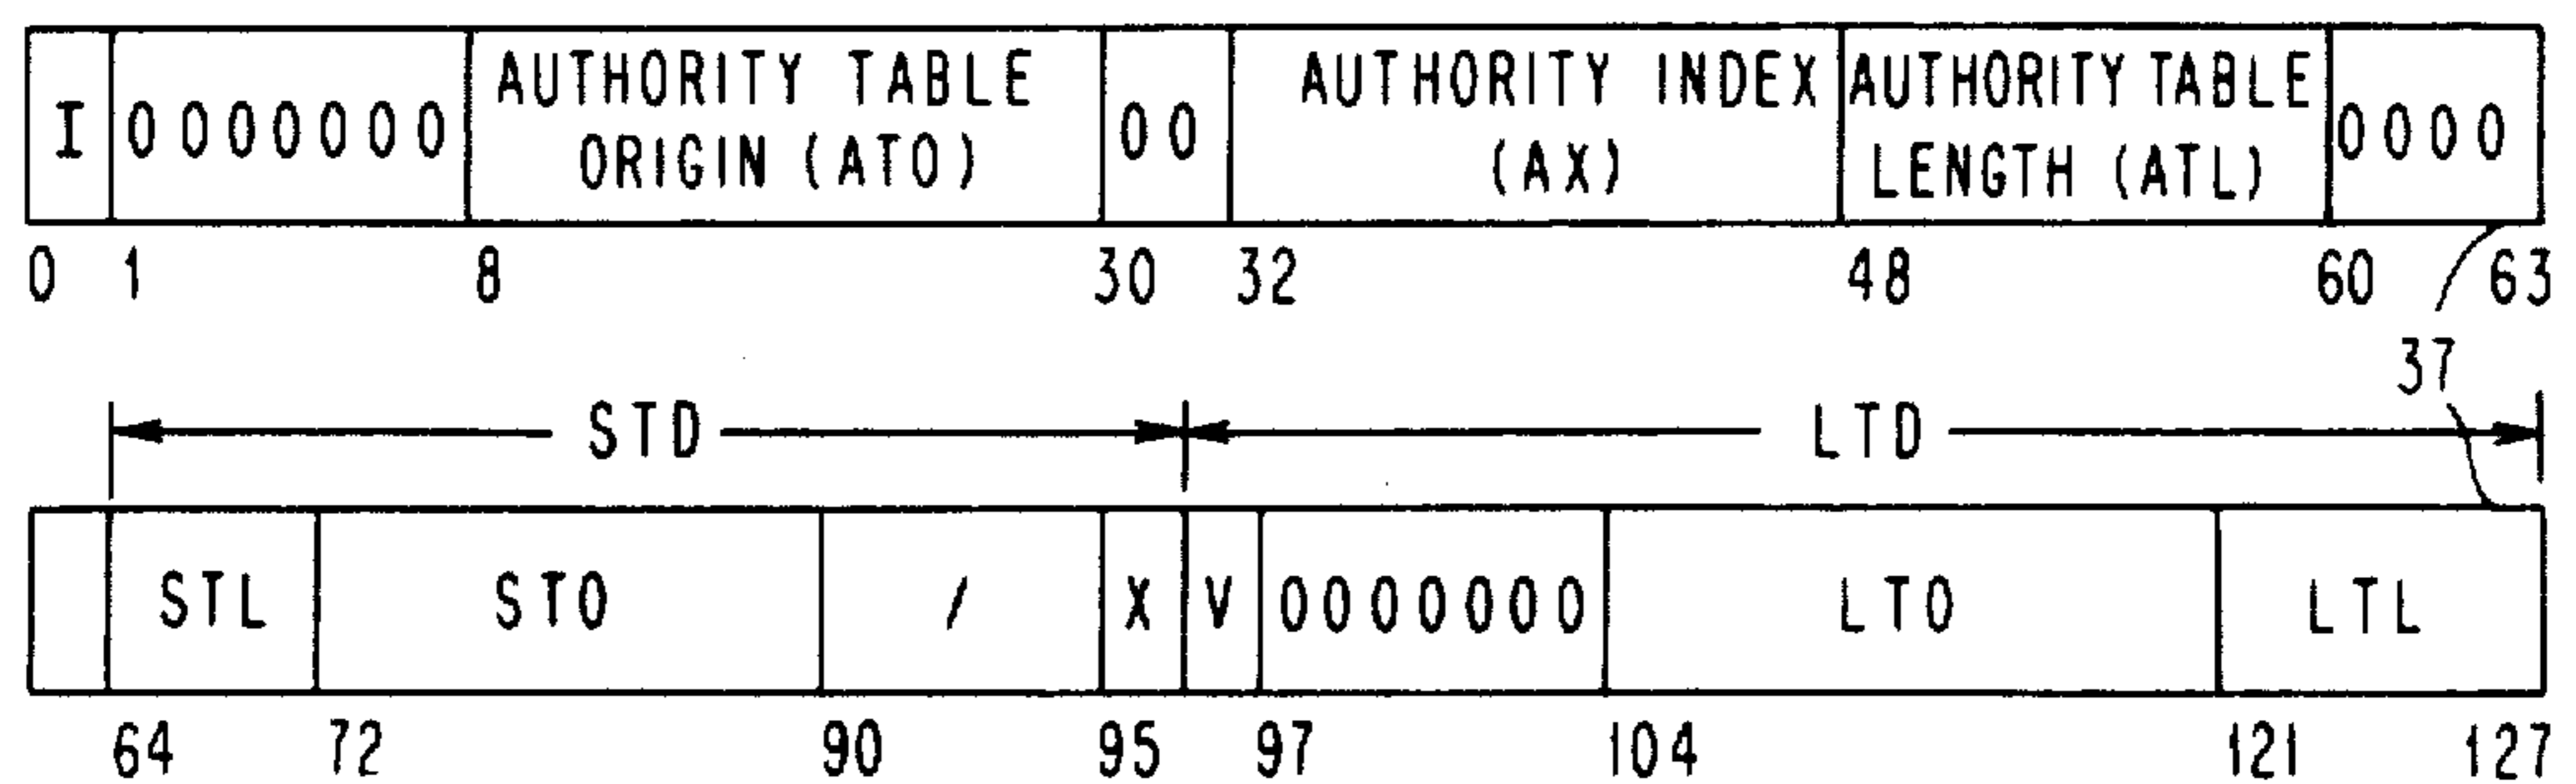 I 0000000 AUTHORITY TABLE ORIGIN (ATO) 00 AUTHORITY INDEX (AX) AUTHORITY TABLE LENGTH (ATL) 0000
0 1 8 30 32 48 60 63
37
STD LTD
STL STO / X V 0000000 LTO LTL
64 72 90 95 97 104 121 127